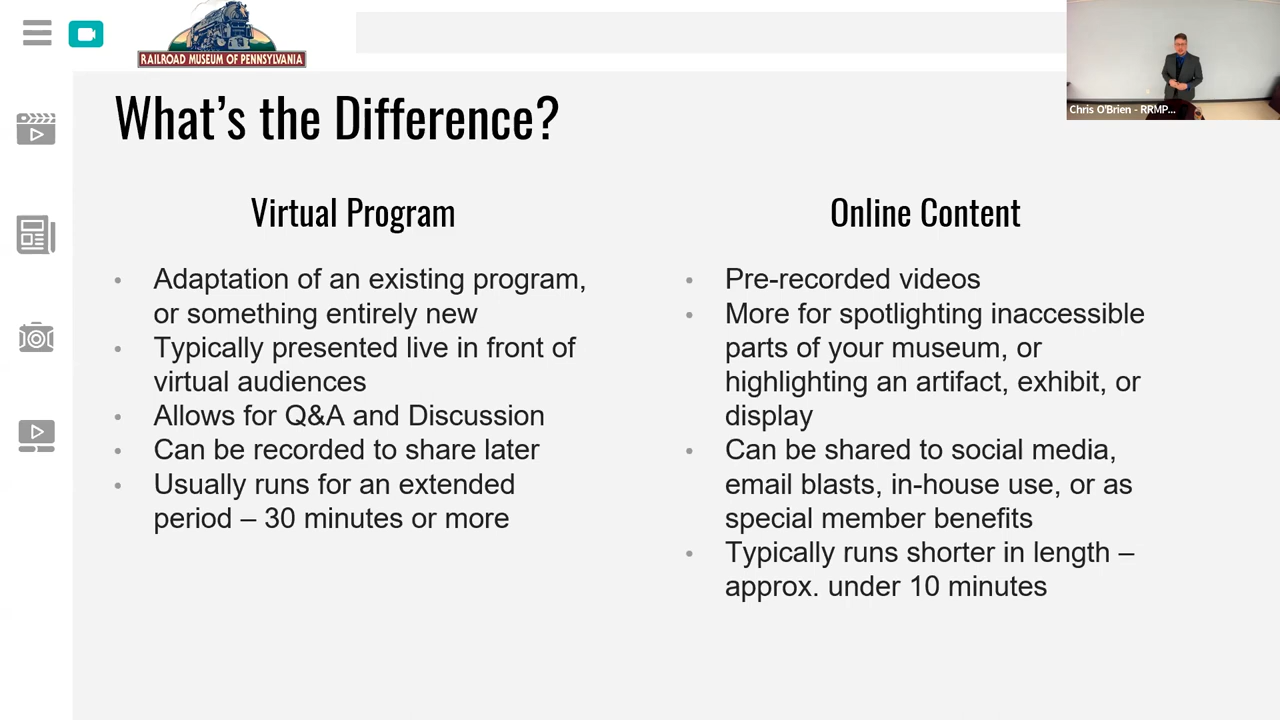 RAILROAD MUSEUM OF PENNSYLVANIA
Chris O'Brien - RRMP...
What's the Difference?
Virtual Program
• Adaptation of an existing program,
or something entirely new
• Typically presented live in front of
virtual audiences
• Allows for Q&A and Discussion
• Can be recorded to share later
• Usually runs for an extended
period – 30 minutes or more
Online Content
• Pre-recorded videos
• More for spotlighting inaccessible
parts of your museum, or
highlighting an artifact, exhibit, or
display
• Can be shared to social media,
email blasts, in-house use, or as
special member benefits
• Typically runs shorter in length –
approx. under 10 minutes